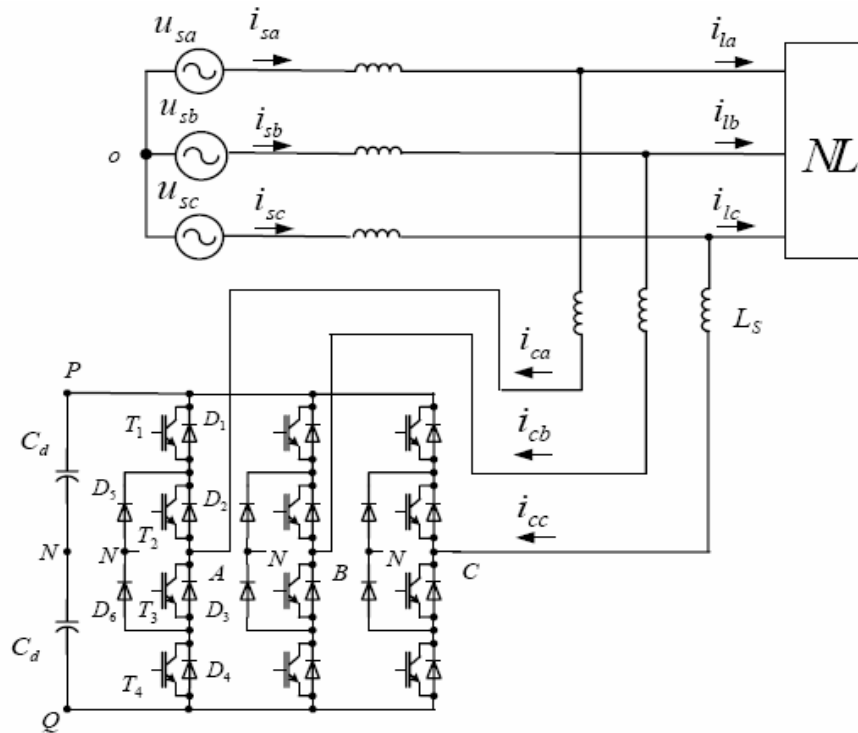 u_sa i_sa i_la
u_sb i_sb i_lb
o
NL
u_sc i_sc i_lc
L_S
i_ca
P
T_1 D_1
C_d
i_cb
D_5 D_2
T_2
i_cc
N N A N B N C
D_6 T_3 D_3
C_d
T_4 D_4
Q